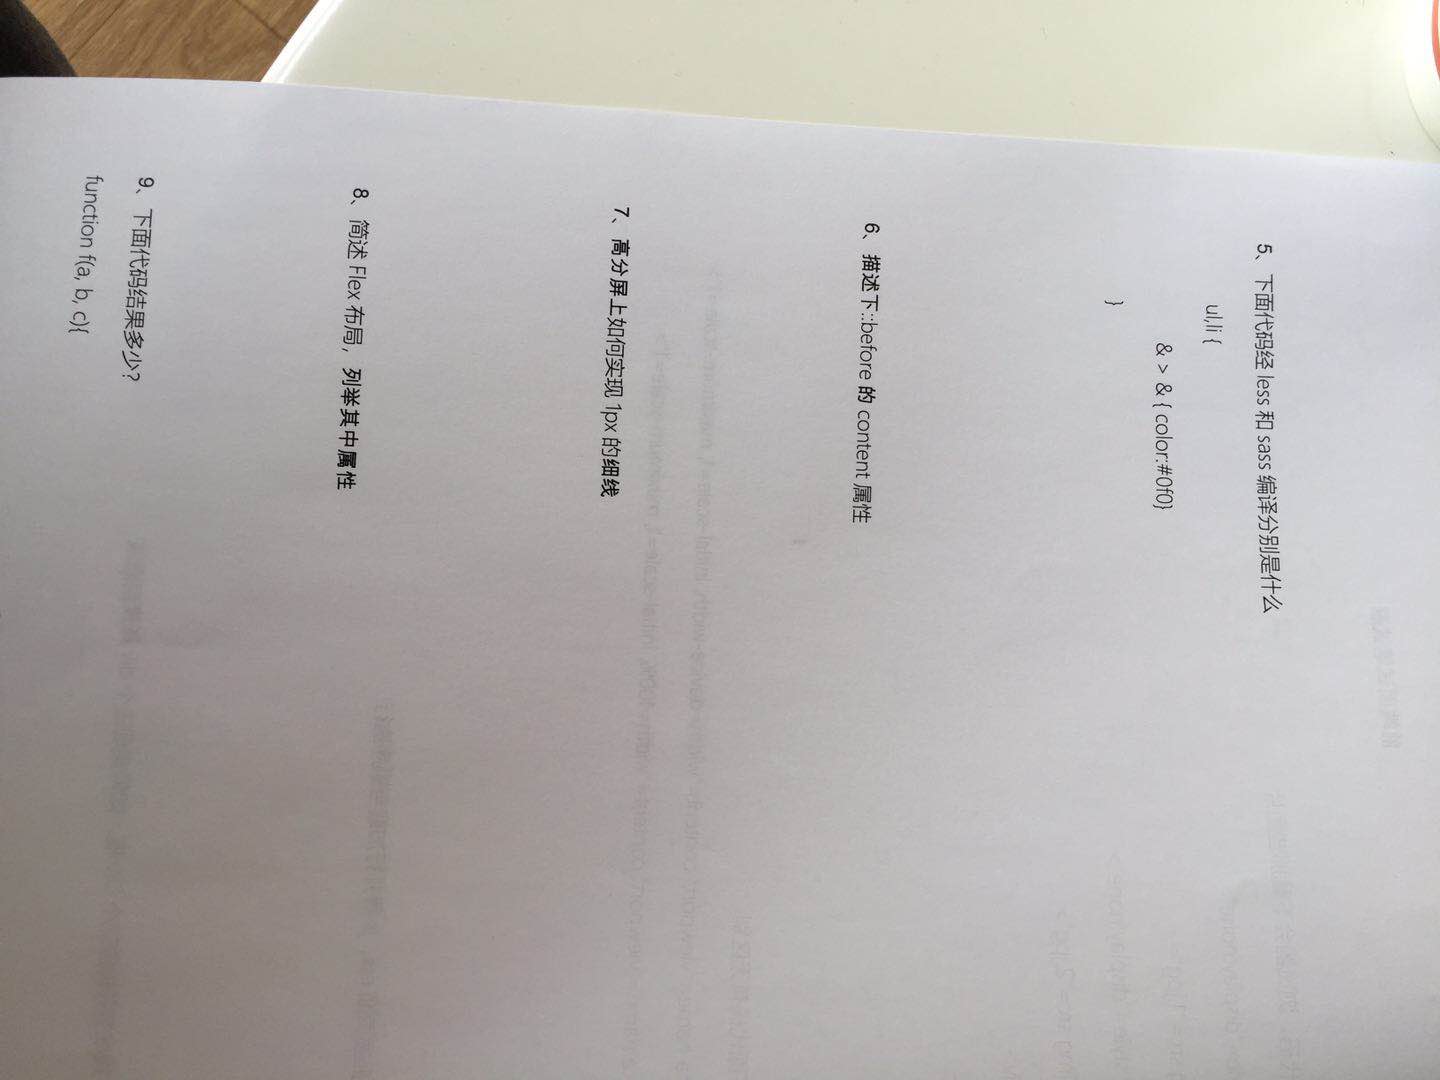 5、下面代码经 less 和 sass 编译分别是什么
ul,li {
& > & { color:#0f0}
}
6、描述下::before 的 content 属性
7、高分屏上如何实现 1px 的细线
8、简述 Flex 布局，列举其中属性
9、下面代码结果多少?
function f(a, b, c){